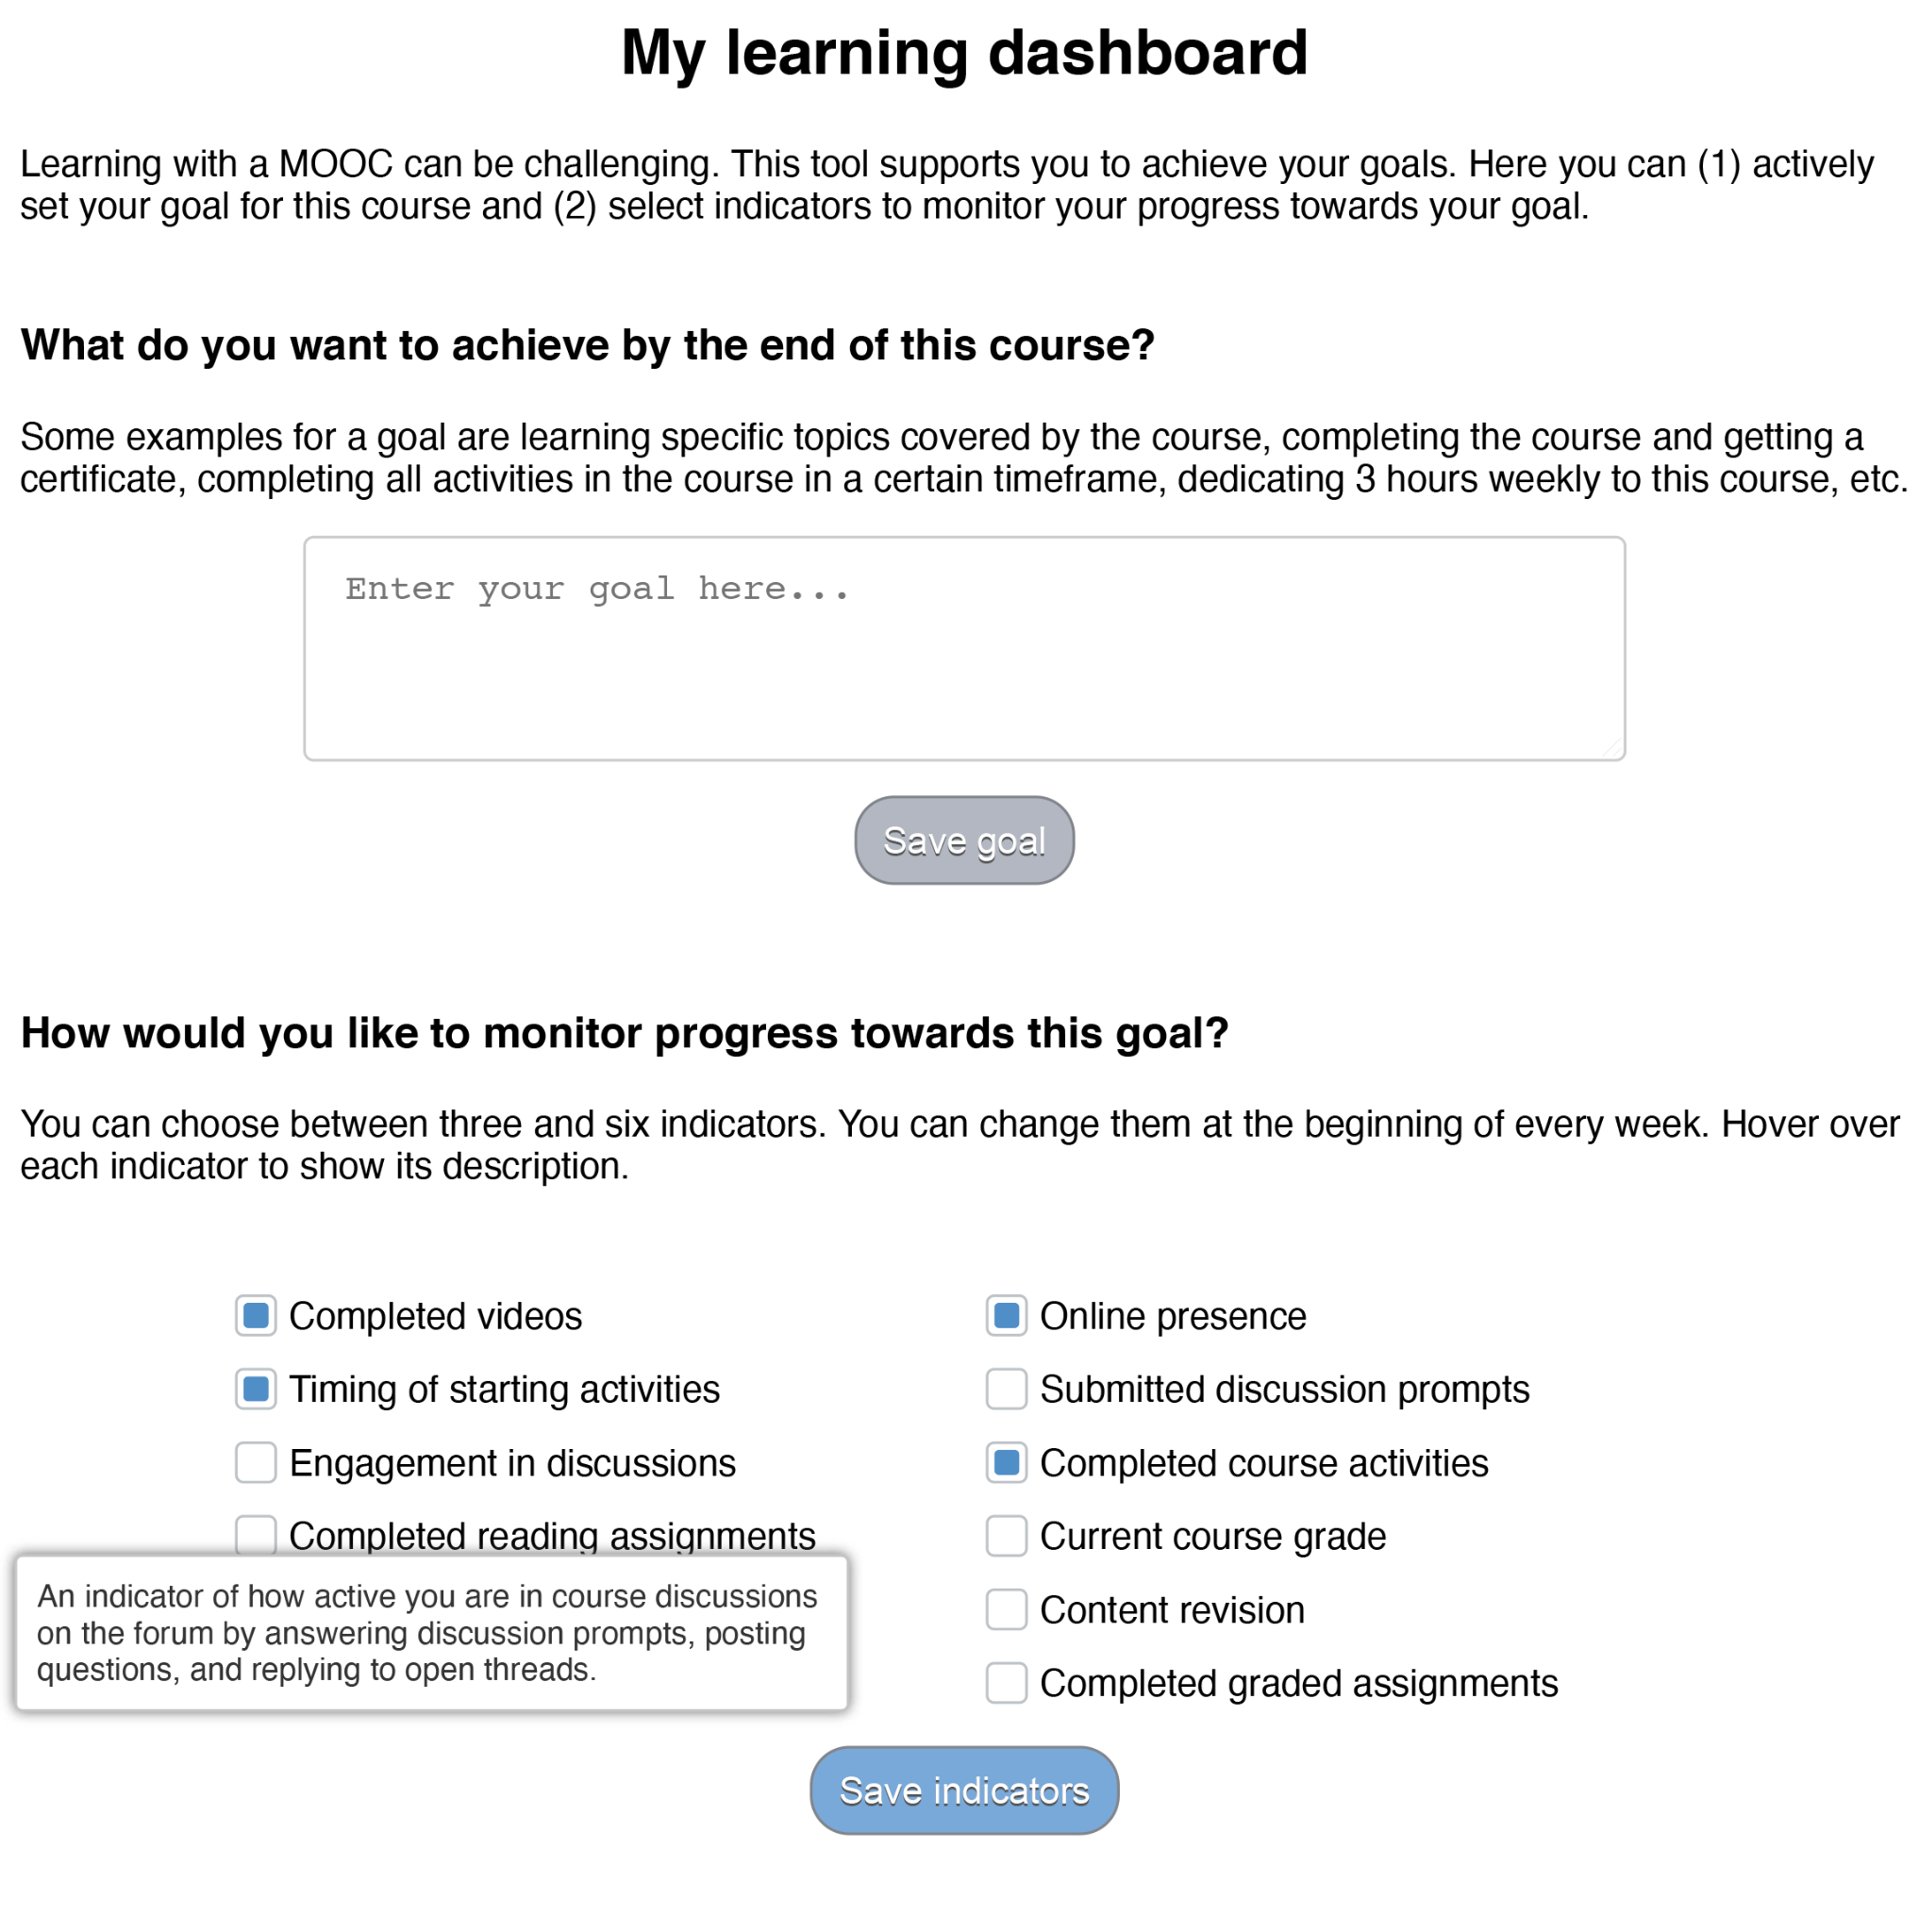 My learning dashboard
Learning with a MOOC can be challenging. This tool supports you to achieve your goals. Here you can (1) actively
set your goal for this course and (2) select indicators to monitor your progress towards your goal.
What do you want to achieve by the end of this course?
Some examples for a goal are learning specific topics covered by the course, completing the course and getting a
certificate, completing all activities in the course in a certain timeframe, dedicating 3 hours weekly to this course, etc.
Enter your goal here...
Save goal
How would you like to monitor progress towards this goal?
You can choose between three and six indicators. You can change them at the beginning of every week. Hover over
each indicator to show its description.
Completed videos
Timing of starting activities
Engagement in discussions
Completed reading assignments
An indicator of how active you are in course discussions
on the forum by answering discussion prompts, posting
questions, and replying to open threads.
Online presence
Submitted discussion prompts
Completed course activities
Current course grade
Content revision
Completed graded assignments
Save indicators